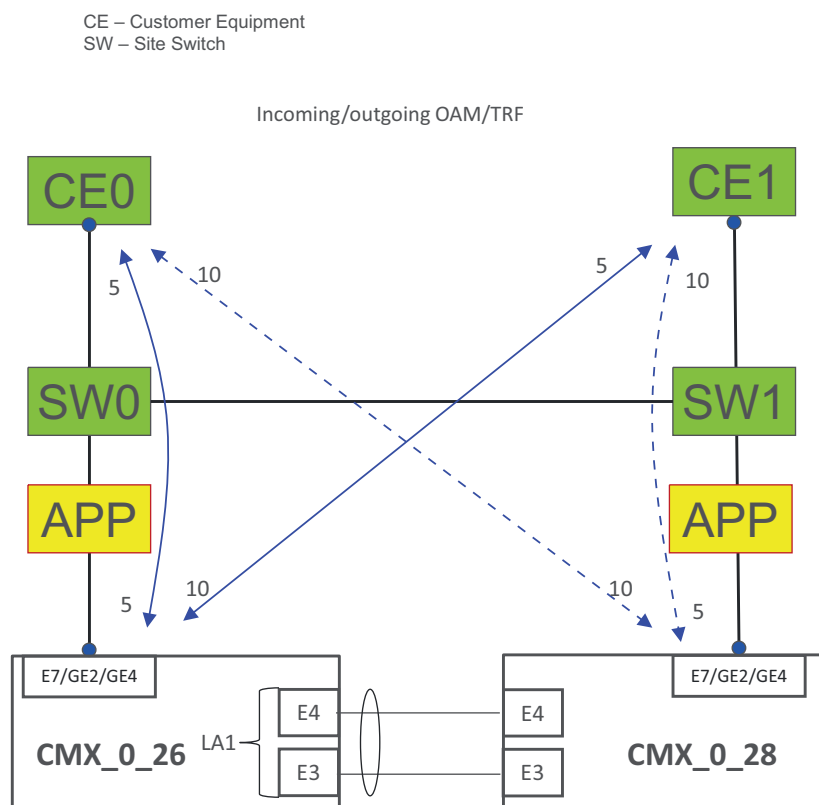 CE – Customer Equipment
SW – Site Switch
Incoming/outgoing OAM/TRF
CE0
CE1
5
10
5
10
SW0
SW1
APP
APP
5
10
10
5
E7/GE2/GE4
E7/GE2/GE4
E4
E4
LA1
CMX_0_26
CMX_0_28
E3
E3